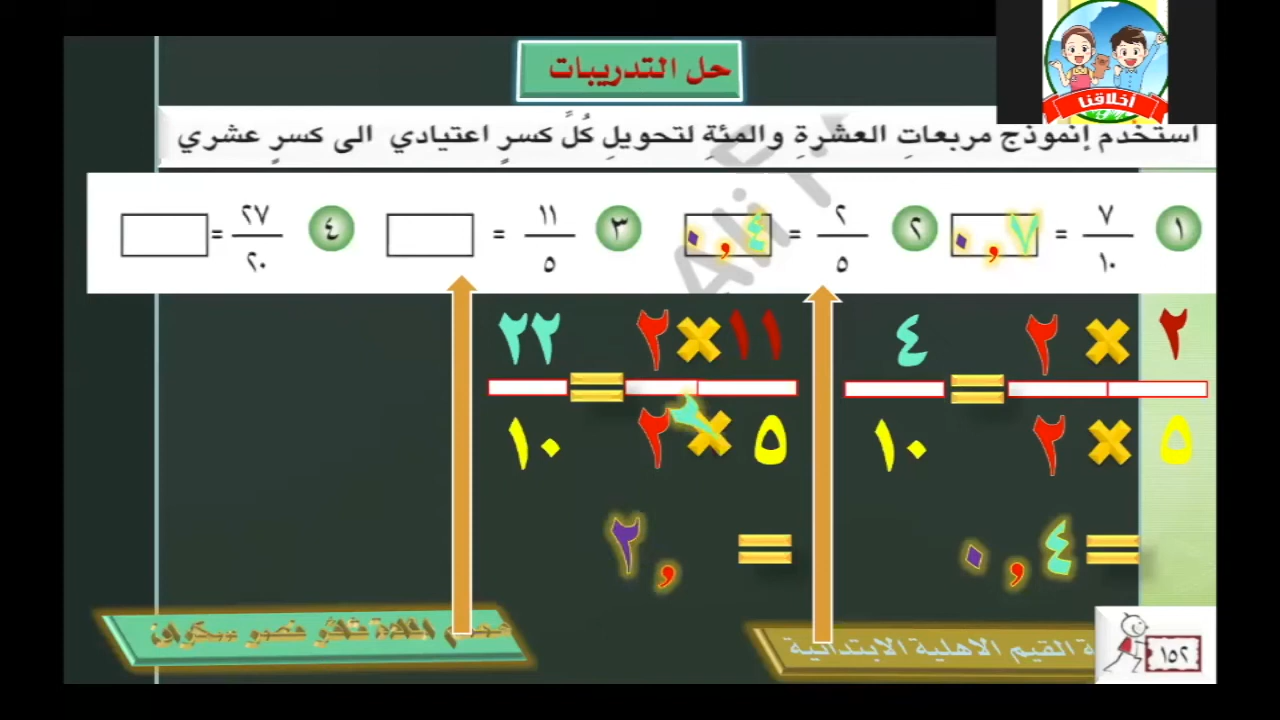 أخلاقنا
حل التدريبات
استخدم إنموذج مربعاتِ العشرةِ والمئةِ لتحويلِ كُلَّ كسرٍ اعتيادي الى كسرٍ عشري
١ ٧/١٠ = ٠,٧ ٢ ٢/٥ = ٠,٤ ٣ ١١/٥ = ٤ ٢٧/٢٠ =
Ali
٢ × ٢ = ٤
٥ × ٢ ١٠
= ٠,٤
١١ × ٢ = ٢٢
٥ × ٢ ١٠
٢
= ٢,
القيم الاهلية الابتدائية
١٥٢